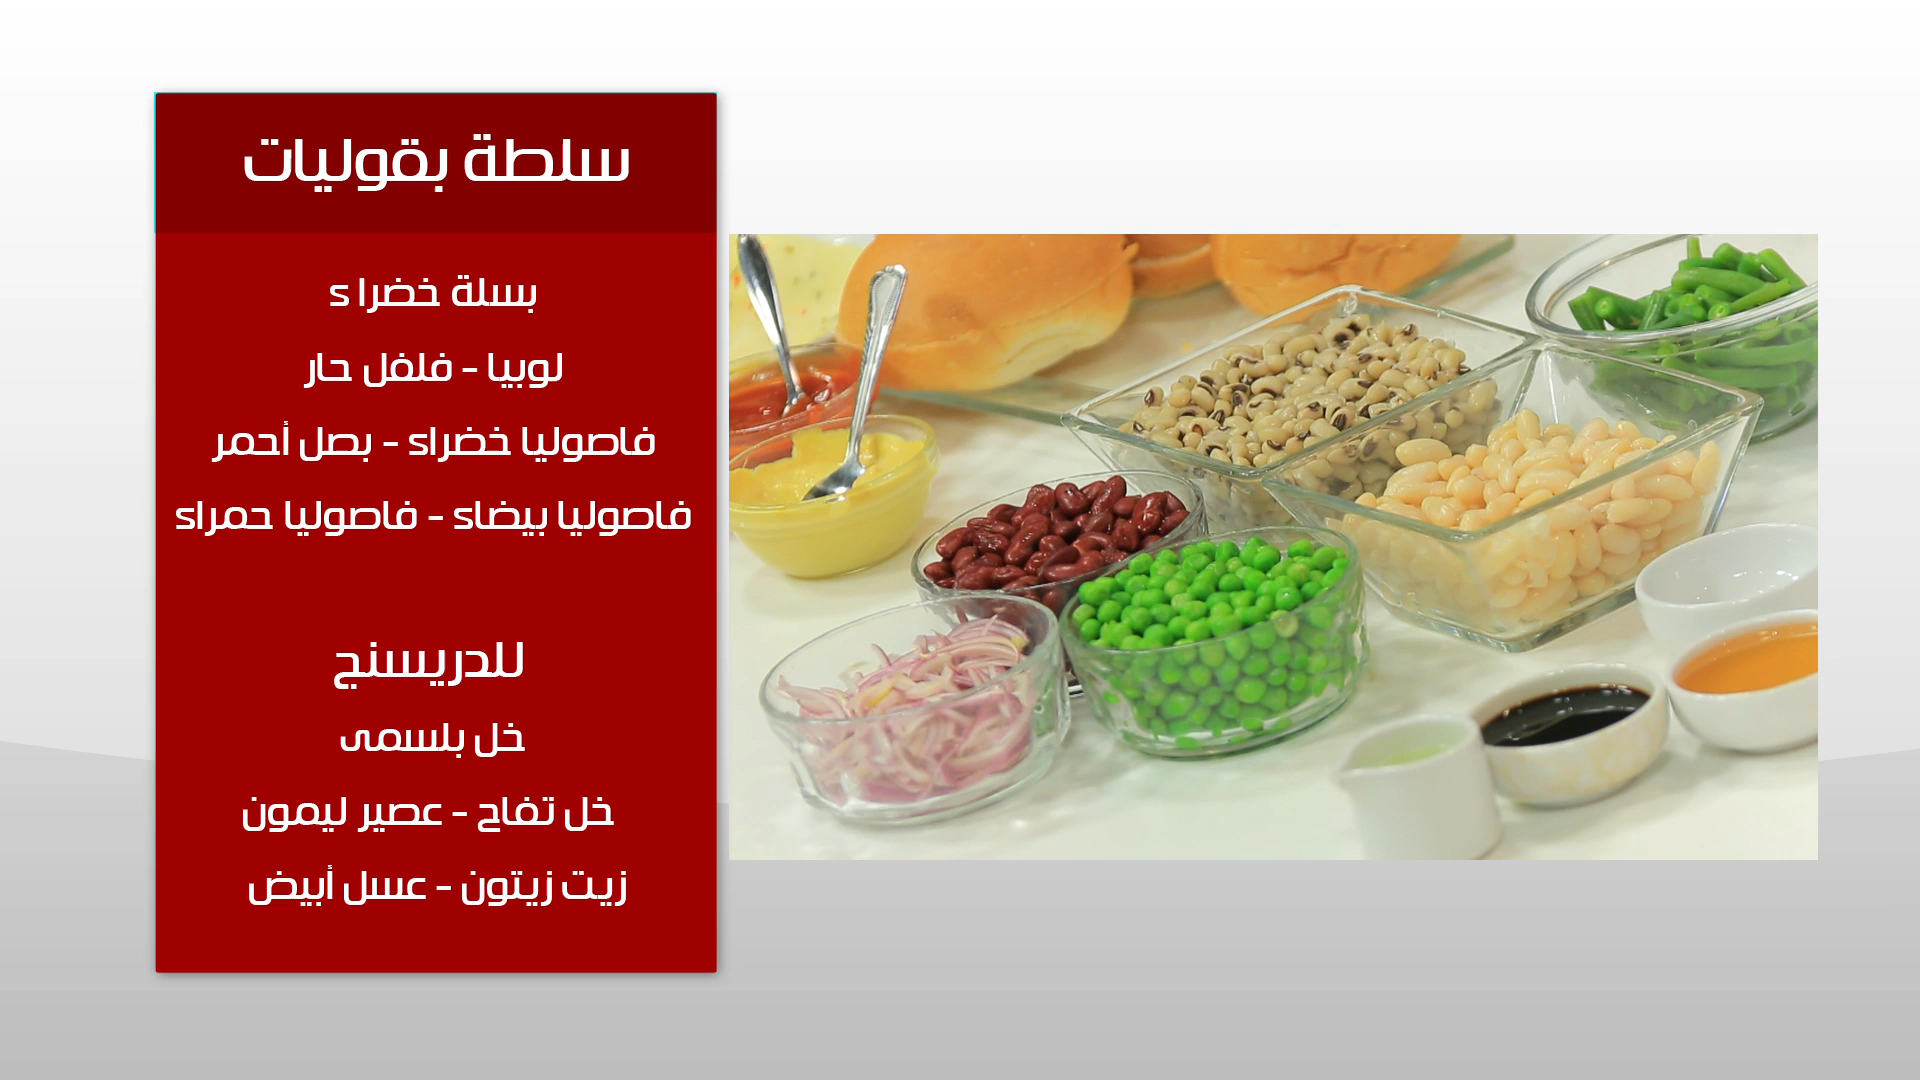 سلطة بقوليات
بسلة خضراء
لوبيا - فلفل حار
فاصوليا خضراء - بصل أحمر
فاصوليا بيضاء - فاصوليا حمراء
للدريسنج
خل بلسمى
خل تفاح - عصير ليمون
زيت زيتون - عسل أبيض